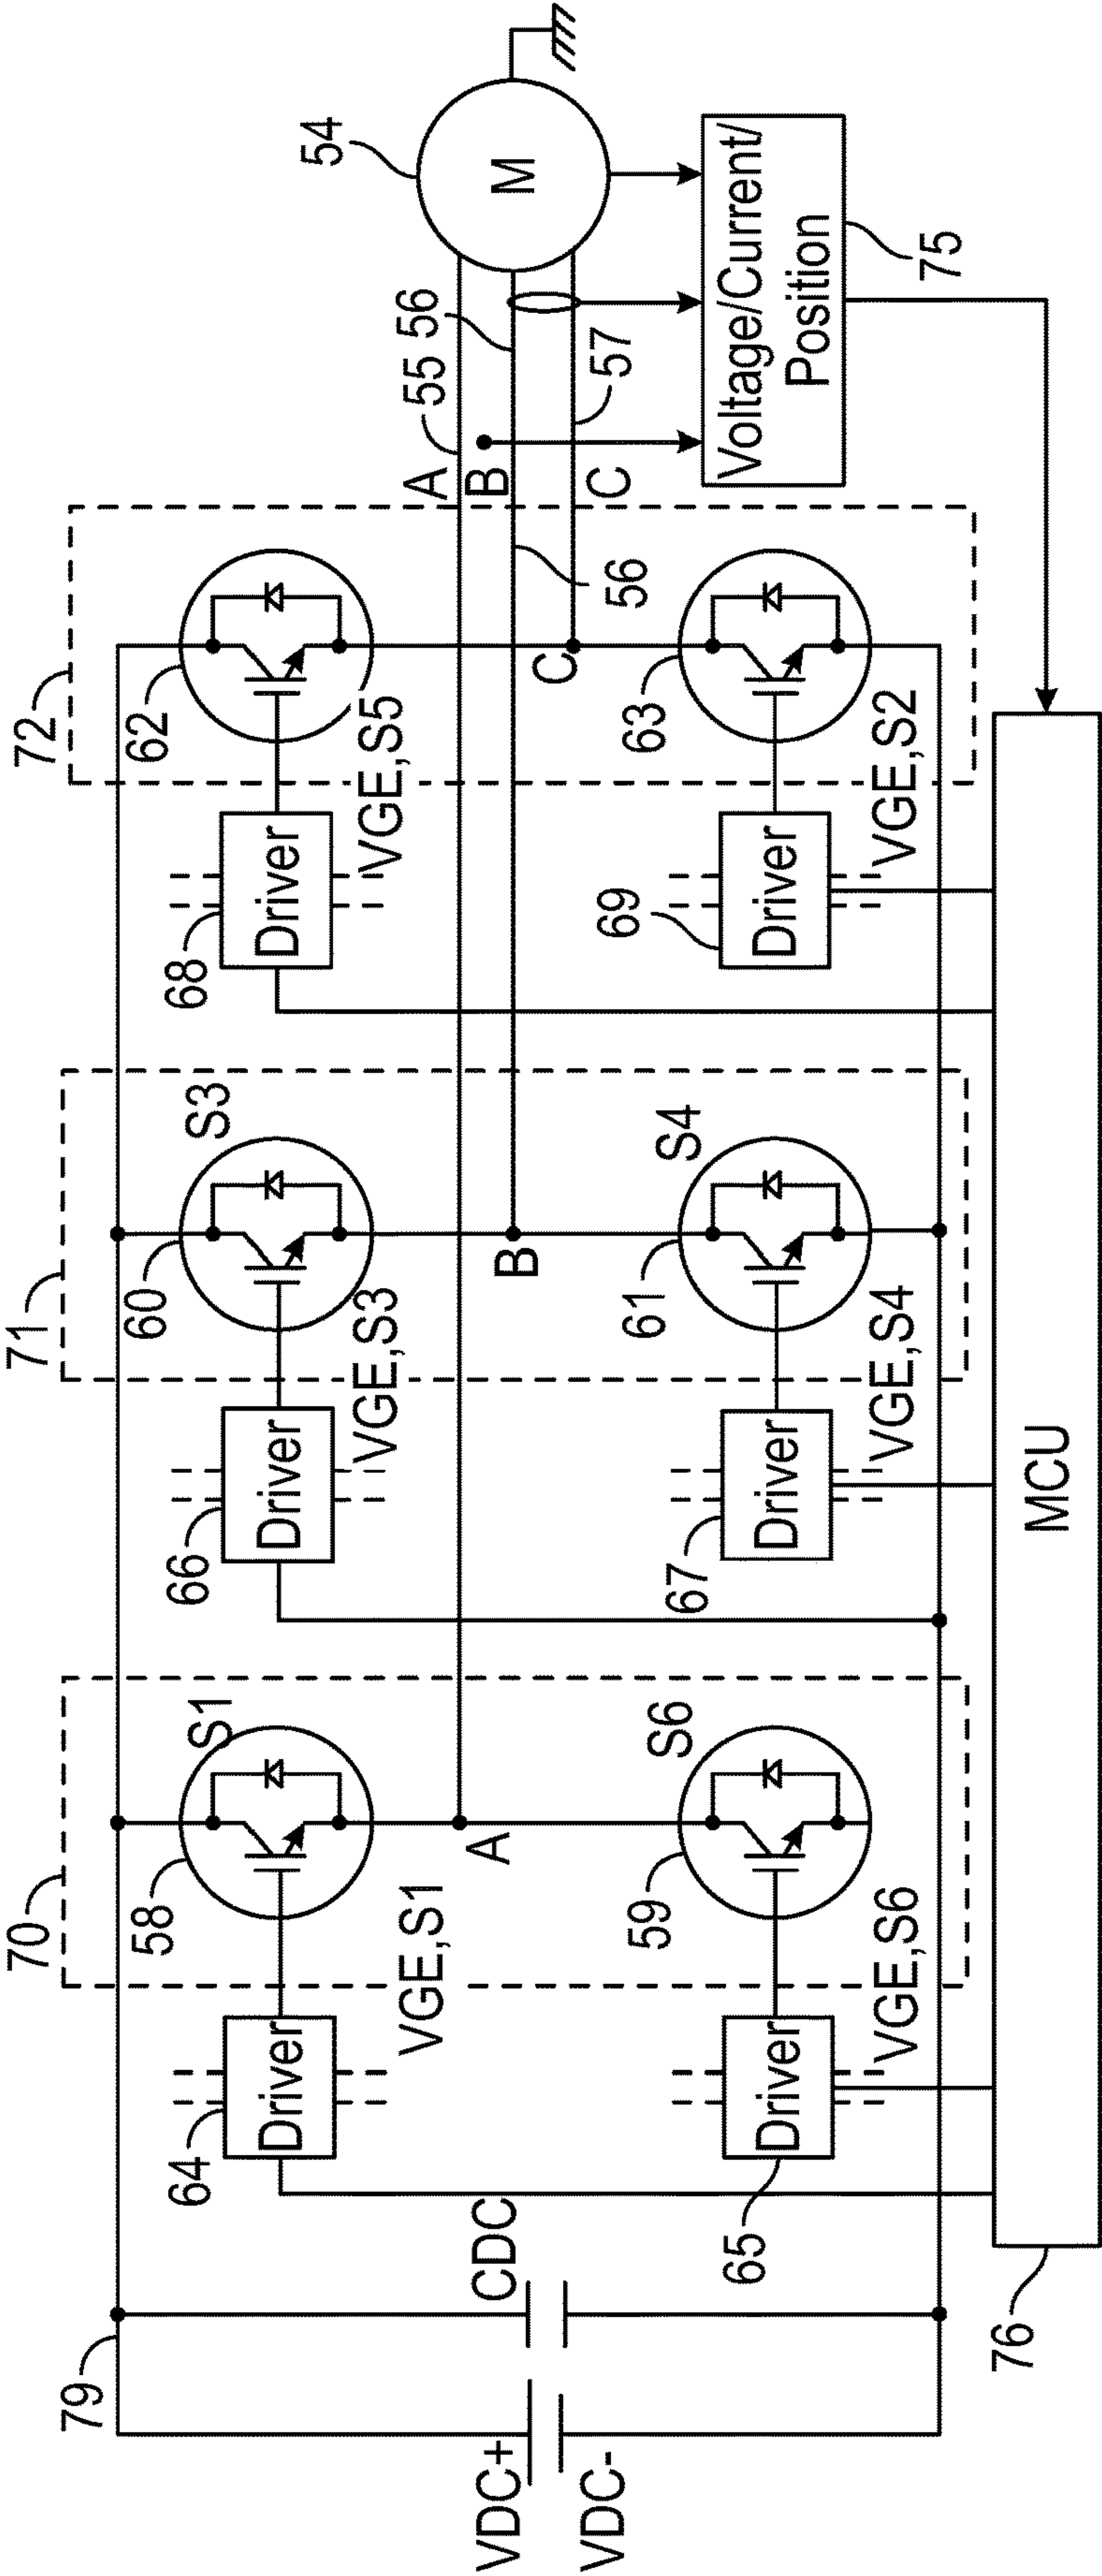 72
71
70
79
62
S3
60
S1
58
68
Driver
VGE,S5
66
Driver
VGE,S3
64
Driver
VGE,S1
54
M
55
56
A
B
C
57
56
C
B
A
CDC
VDC+
VDC-
63
S4
61
S6
59
69
Driver
VGE,S2
67
Driver
VGE,S4
65
Driver
VGE,S6
Voltage/Current/
Position
75
MCU
76